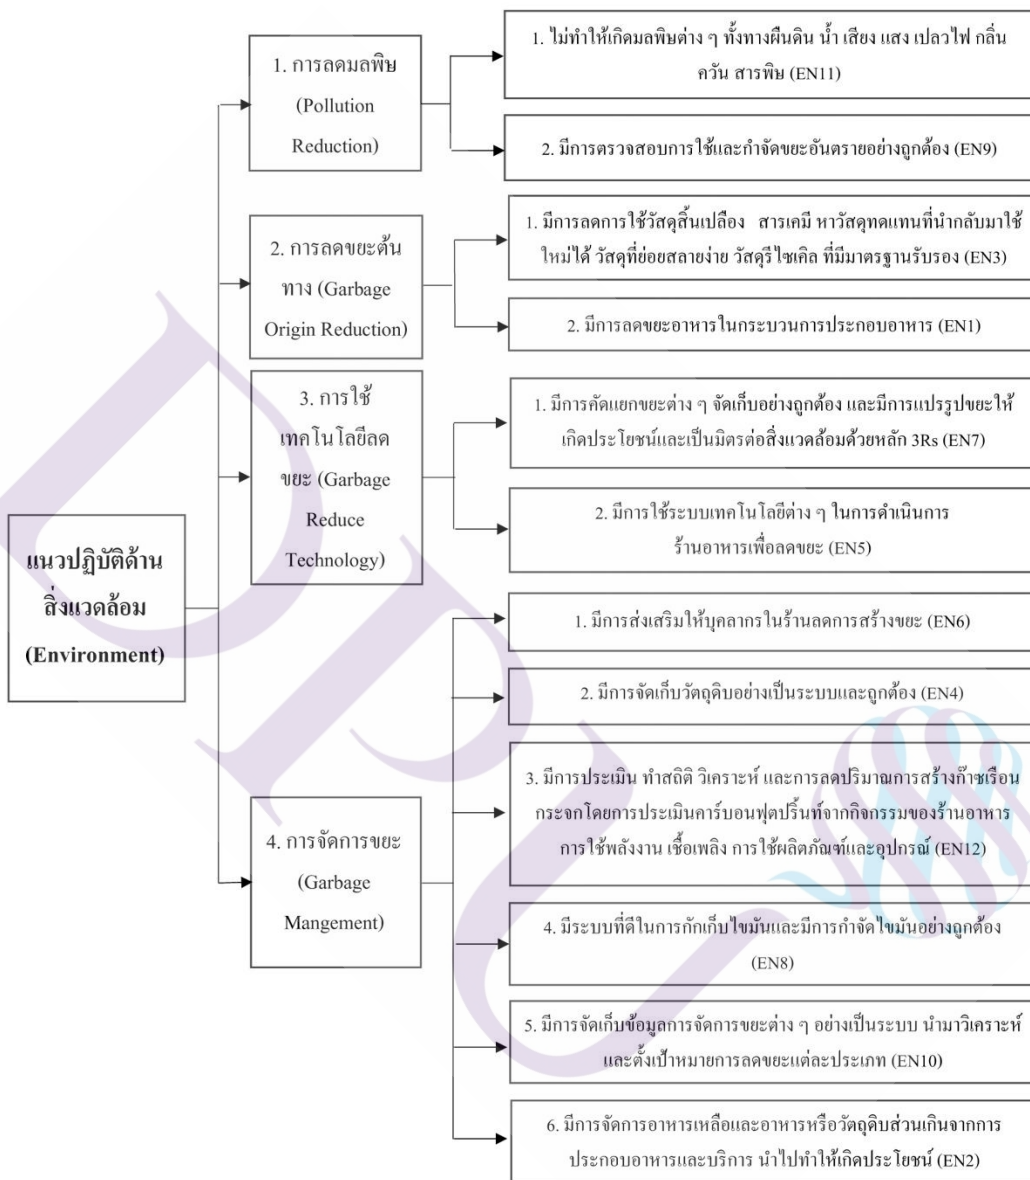 แนวปฏิบัติด้าน
สิ่งแวดล้อม
(Environment)
1. การลดมลพิษ
(Pollution
Reduction)
1. ไม่ทำให้เกิดมลพิษต่าง ๆ ทั้งทางผืนดิน น้ำ เสียง แสง เปลวไฟ กลิ่น
ควัน สารพิษ (EN11)
2. มีการตรวจสอบการใช้และกำจัดขยะอันตรายอย่างถูกต้อง (EN9)
2. การลดขยะต้น
ทาง (Garbage
Origin Reduction)
1. มีการลดการใช้วัสดุสิ้นเปลือง สารเคมี หาวัสดุทดแทนที่นำกลับมาใช้
ใหม่ได้ วัสดุที่ย่อยสลายง่าย วัสดุรีไซเคิล ที่มีมาตรฐานรับรอง (EN3)
2. มีการลดขยะอาหารในกระบวนการประกอบอาหาร (EN1)
3. การใช้
เทคโนโลยีลด
ขยะ (Garbage
Reduce
Technology)
1. มีการคัดแยกขยะต่าง ๆ จัดเก็บอย่างถูกต้อง และมีการแปรรูปขยะให้
เกิดประโยชน์และเป็นมิตรต่อสิ่งแวดล้อมด้วยหลัก 3Rs (EN7)
2. มีการใช้ระบบเทคโนโลยีต่าง ๆ ในการดำเนินการ
ร้านอาหารเพื่อลดขยะ (EN5)
4. การจัดการขยะ
(Garbage
Mangement)
1. มีการส่งเสริมให้บุคลากรในร้านลดการสร้างขยะ (EN6)
2. มีการจัดเก็บวัตถุดิบอย่างเป็นระบบและถูกต้อง (EN4)
3. มีการประเมิน ทำสถิติ วิเคราะห์ และการลดปริมาณการสร้างก๊าซเรือน
กระจกโดยการประเมินคาร์บอนฟุตปริ้นท์จากกิจกรรมของร้านอาหาร
การใช้พลังงาน เชื้อเพลิง การใช้ผลิตภัณฑ์และอุปกรณ์ (EN12)
4. มีระบบที่ดีในการกักเก็บไขมันและมีการกำจัดไขมันอย่างถูกต้อง
(EN8)
5. มีการจัดเก็บข้อมูลการจัดการขยะต่าง ๆ อย่างเป็นระบบ นำมาวิเคราะห์
และตั้งเป้าหมายการลดขยะแต่ละประเภท (EN10)
6. มีการจัดการอาหารเหลือและอาหารหรือวัตถุดิบส่วนเกินจากการ
ประกอบอาหารและบริการ นำไปทำให้เกิดประโยชน์ (EN2)
DPU